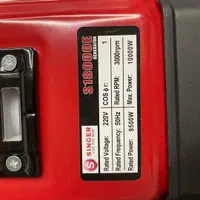 S18000E
GENERATOR
SINGER
Rated Voltage: 220V
COS φ r: 1
Rated Frequency: 50Hz
Rated RPM: 3000rpm
Rated Power: 9500W
Max. Power: 10000W